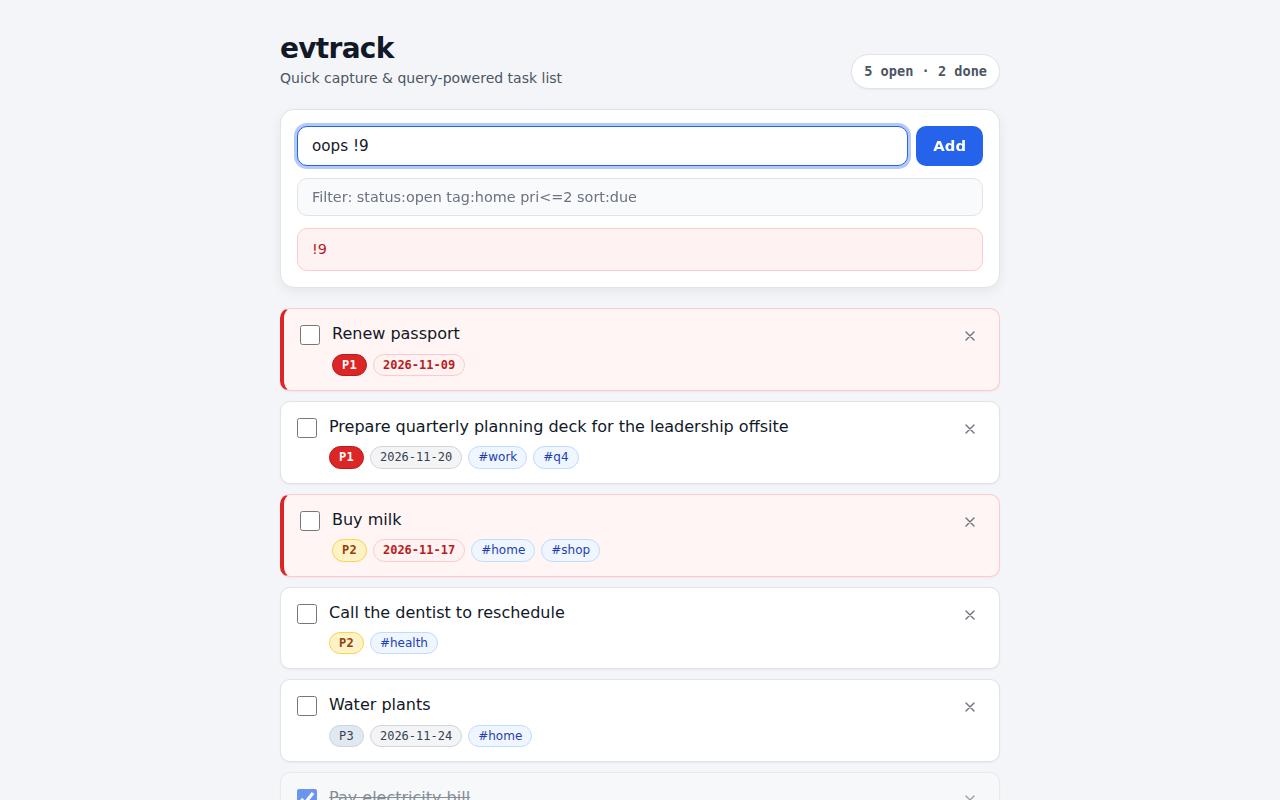 evtrack
Quick capture & query-powered task list
5 open · 2 done
oops !9
Add
Filter: status:open tag:home pri<=2 sort:due
!9
Renew passport
P1 2026-11-09
Prepare quarterly planning deck for the leadership offsite
P1 2026-11-20 #work #q4
Buy milk
P2 2026-11-17 #home #shop
Call the dentist to reschedule
P2 #health
Water plants
P3 2026-11-24 #home
Pay electricity bill